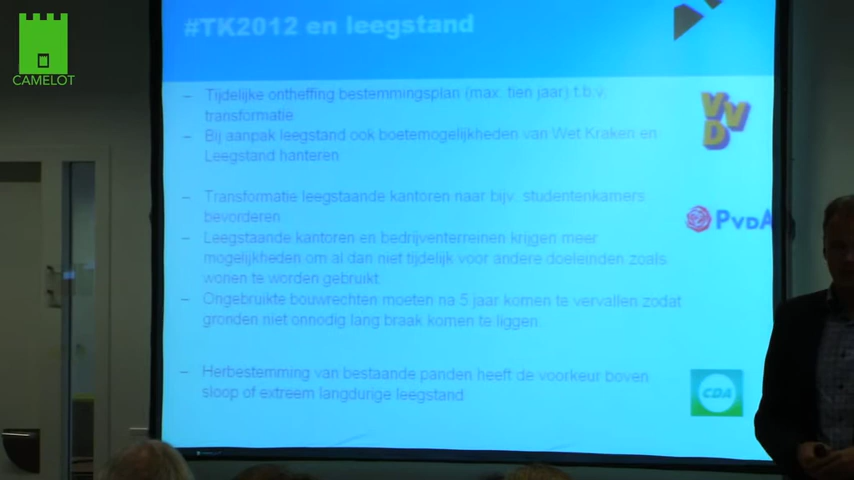 CAMELOT
#TK2012 en leegstand
– Tijdelijke ontheffing bestemmingsplan (max. tien jaar) t.b.v.
transformatie
– Bij aanpak leegstand ook boetemogelijkheden van Wet Kraken en
Leegstand hanteren
VVD
– Transformatie leegstaande kantoren naar bijv. studentenkamers
bevorderen
PVDA
– Leegstaande kantoren en bedrijventerreinen krijgen meer
mogelijkheden om al dan niet tijdelijk voor andere doeleinden zoals
wonen te worden gebruikt
– Ongebruikte bouwrechten moeten na 5 jaar komen te vervallen zodat
gronden niet onnodig lang braak komen te liggen.
– Herbestemming van bestaande panden heeft de voorkeur boven
sloop of extreem langdurige leegstand
CDA